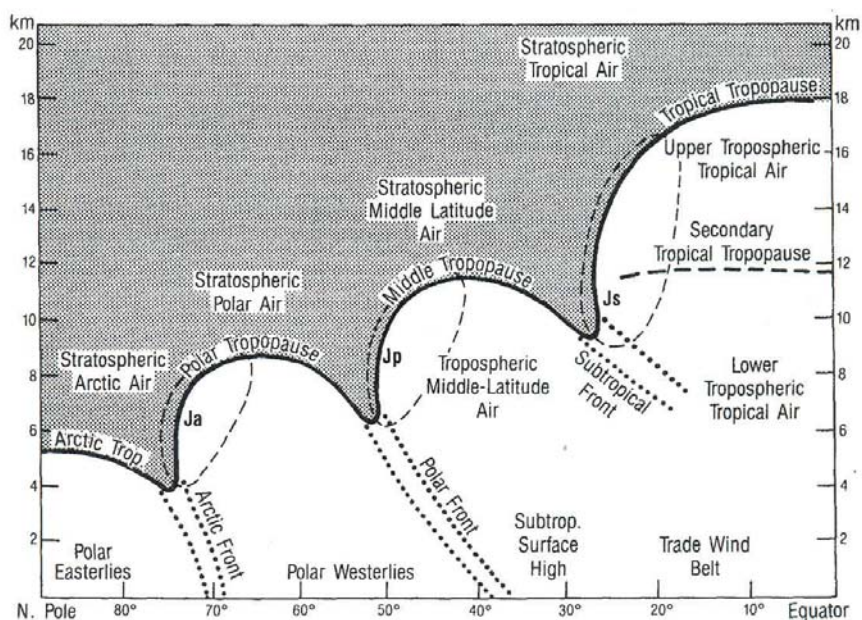 km
km
20
20
18
18
16
16
14
14
12
12
10
10
8
8
6
6
4
4
2
2
Stratospheric
Tropical Air
Tropical Tropopause
Upper Tropospheric
Tropical Air
Stratospheric
Middle Latitude
Air
Secondary
Tropical Tropopause
Middle Tropopause
Stratospheric
Polar Air
Js
Polar Tropopause
Jp
Stratospheric
Arctic Air
Tropospheric
Middle-Latitude
Air
Subtropical
Front
Lower
Tropospheric
Tropical Air
Ja
Arctic Trop.
Arctic Front
Polar Front
Polar
Easterlies
Polar Westerlies
Subtrop.
Surface
High
Trade Wind
Belt
N. Pole
80°
70°
60°
50°
40°
30°
20°
10°
Equator